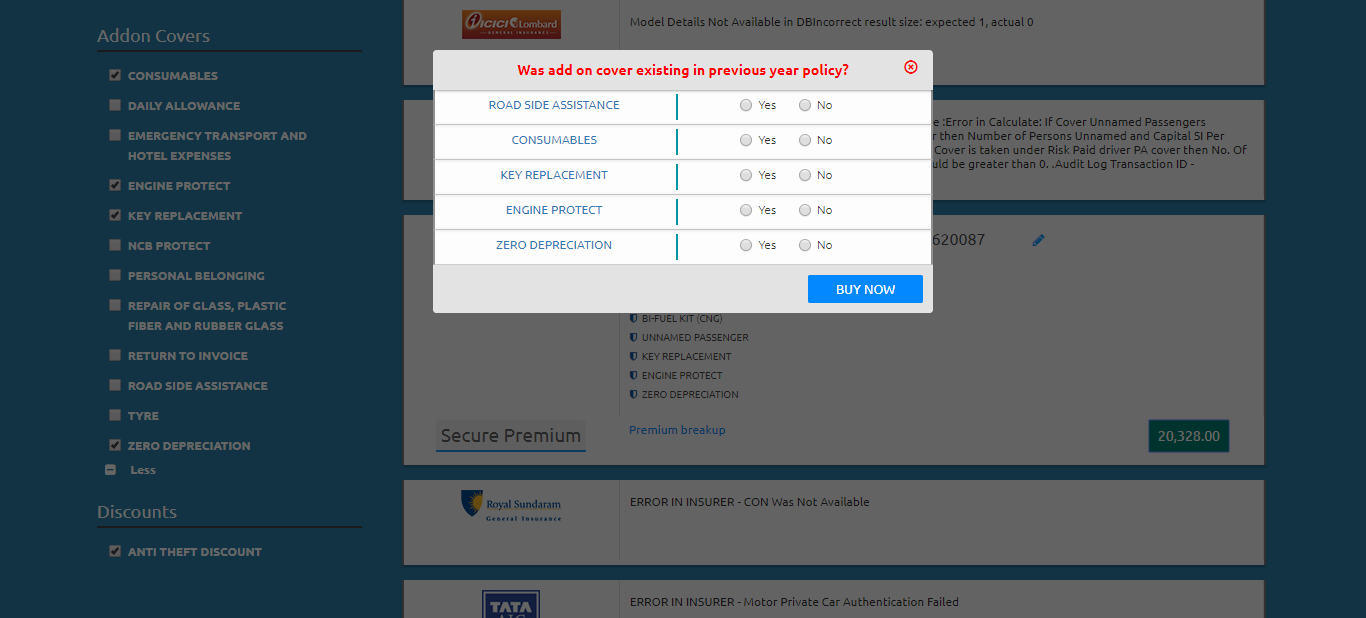 Addon Covers
CONSUMABLES
DAILY ALLOWANCE
EMERGENCY TRANSPORT AND
HOTEL EXPENSES
ENGINE PROTECT
KEY REPLACEMENT
NCB PROTECT
PERSONAL BELONGING
REPAIR OF GLASS, PLASTIC
FIBER AND RUBBER GLASS
RETURN TO INVOICE
ROAD SIDE ASSISTANCE
TYRE
ZERO DEPRECIATION
Less
Discounts
ANTI THEFT DISCOUNT
ICICI Lombard
GENERAL INSURANCE
Model Details Not Available in DBIncorrect result size: expected 1, actual 0
Was add on cover existing in previous year policy?
ROAD SIDE ASSISTANCE Yes No
CONSUMABLES Yes No
KEY REPLACEMENT Yes No
ENGINE PROTECT Yes No
ZERO DEPRECIATION Yes No
BUY NOW
:Error in Calculate: If Cover Unnamed Passengers
then Number of Persons Unnamed and Capital SI Per
Cover is taken under Risk Paid driver PA cover then No. Of
be greater than 0. .Audit Log Transaction ID -
620087
BI-FUEL KIT (CNG)
UNNAMED PASSENGER
KEY REPLACEMENT
ENGINE PROTECT
ZERO DEPRECIATION
Secure Premium
Premium breakup
20,328.00
Royal Sundaram
General Insurance
ERROR IN INSURER - CON Was Not Available
TATA
AIG
ERROR IN INSURER - Motor Private Car Authentication Failed